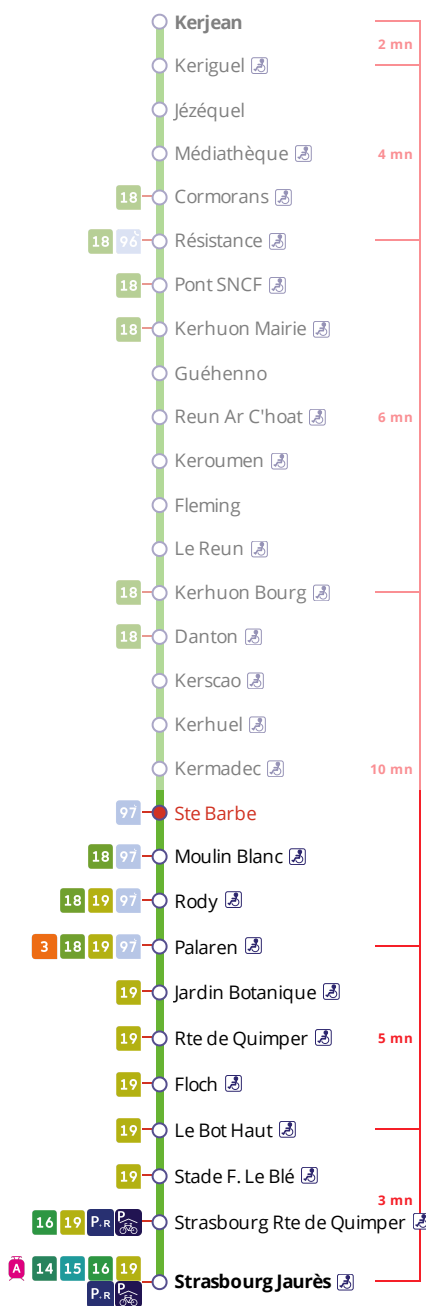 Kerjean
2 mn
Keriguel
Jézéquel
Médiathèque 4 mn
18 Cormorans
18 96 Résistance
18 Pont SNCF
18 Kerhuon Mairie
Guéhenno
Reun Ar C'hoat 6 mn
Keroumen
Fleming
Le Reun
18 Kerhuon Bourg
18 Danton
Kerscao
Kerhuel
Kermadec 10 mn
97 Ste Barbe
18 97 Moulin Blanc
18 19 97 Rody
3 18 19 97 Palaren
19 Jardin Botanique
19 Rte de Quimper 5 mn
19 Floch
19 Le Bot Haut
19 Stade F. Le Blé
3 mn
16 19 P+R P Strasbourg Rte de Quimper
A 14 15 16 19
P+R P Strasbourg Jaurès